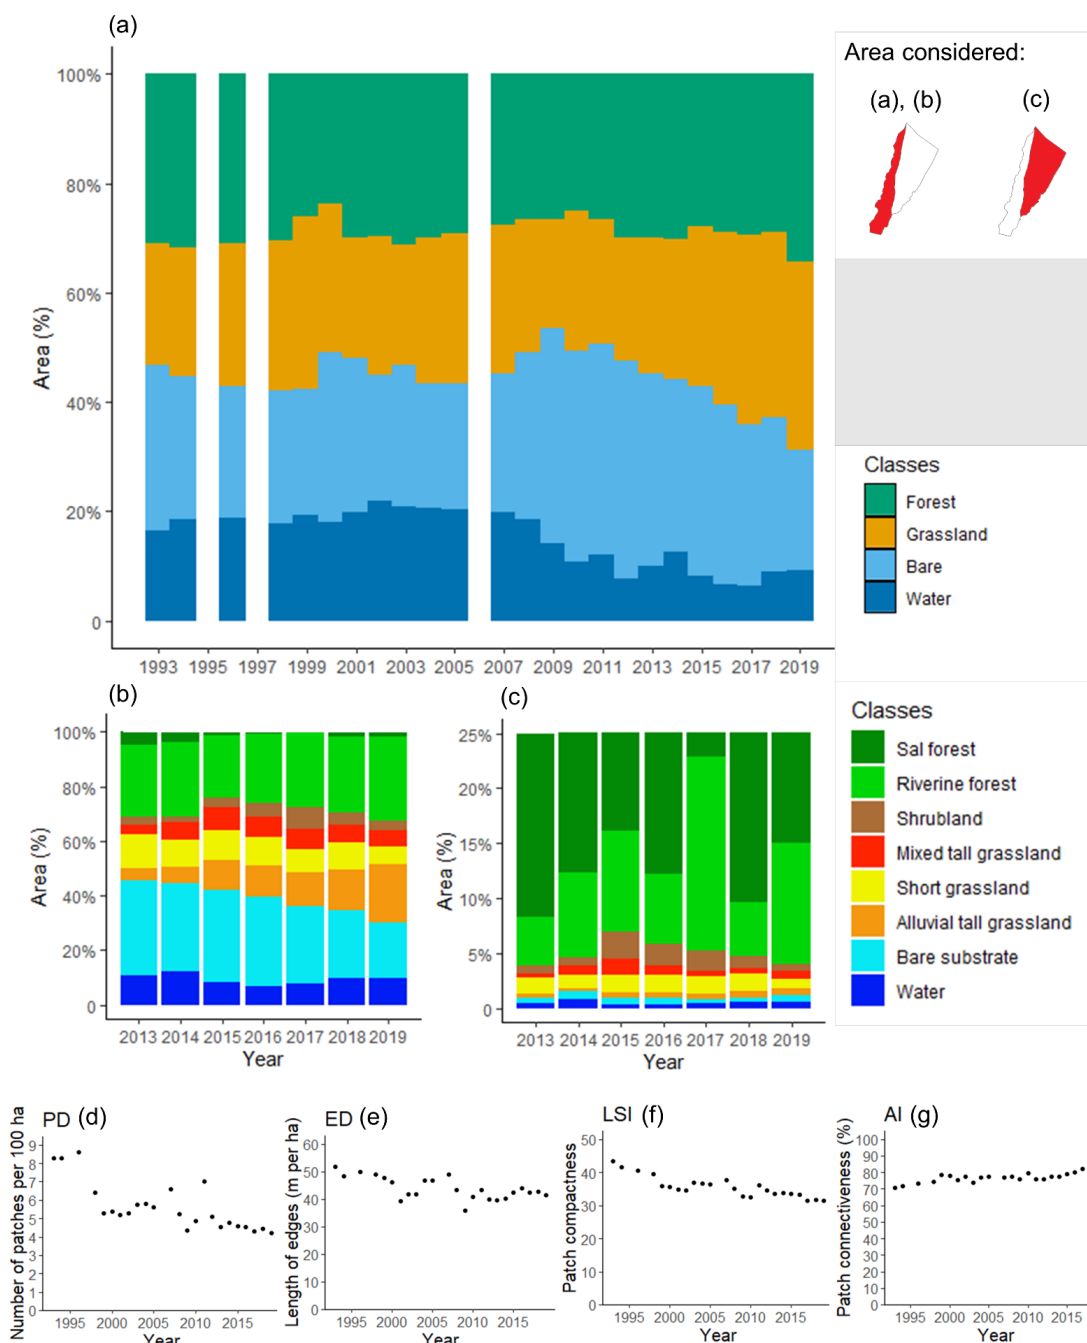 (a)
100%
80%
60%
40%
20%
0
Area (%)
1993 1995 1997 1999 2001 2003 2005 2007 2009 2011 2013 2015 2017 2019
Area considered:
(a), (b)
(c)
Classes
Forest
Grassland
Bare
Water
(b)
100%
80%
60%
40%
20%
0
Area (%)
2013 2014 2015 2016 2017 2018 2019
Year
(c)
25%
20%
15%
10%
5%
0
Area (%)
2013 2014 2015 2016 2017 2018 2019
Year
Classes
Sal forest
Riverine forest
Shrubland
Mixed tall grassland
Short grassland
Alluvial tall grassland
Bare substrate
Water
PD (d)
Number of patches per 100 ha
9
8
7
6
5
4
3
2
1
0
1995 2000 2005 2010 2015
Year
ED (e)
Length of edges (m per ha)
60
50
40
30
20
10
0
1995 2000 2005 2010 2015
Year
LSI (f)
Patch compactness
50
40
30
20
10
0
1995 2000 2005 2010 2015
Year
AI (g)
Patch connectiveness (%)
100
90
80
70
60
50
40
30
20
10
0
1995 2000 2005 2010 2015
Year